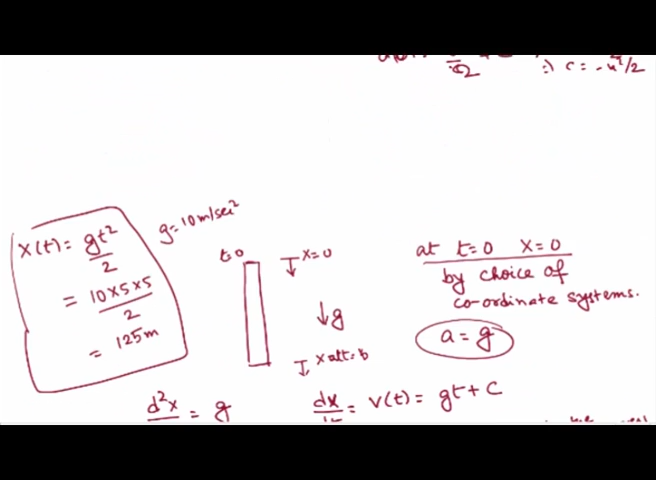 ∴) c = -u²/2
g=10m/sec²
x(t) = gt²/2
= 10×5×5/2
= 125m
t=0
x=0
↓g
x at t=b
at t=0 x=0
by choice of
co-ordinate systems.
a = g
d²x = g
dx = v(t) = gt + c